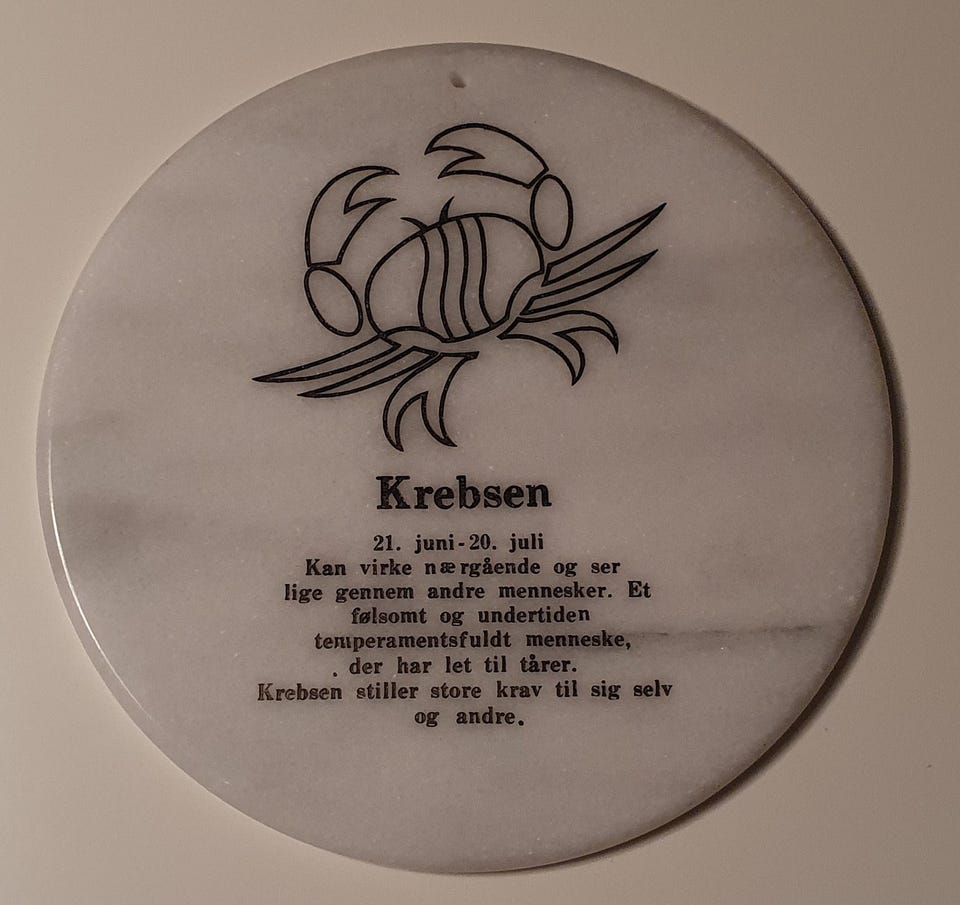 Krebsen
21. juni-20. juli
Kan virke nærgående og ser
lige gennem andre mennesker. Et
følsomt og undertiden
temperamentsfuldt menneske,
. der har let til tårer.
Krebsen stiller store krav til sig selv
og andre.